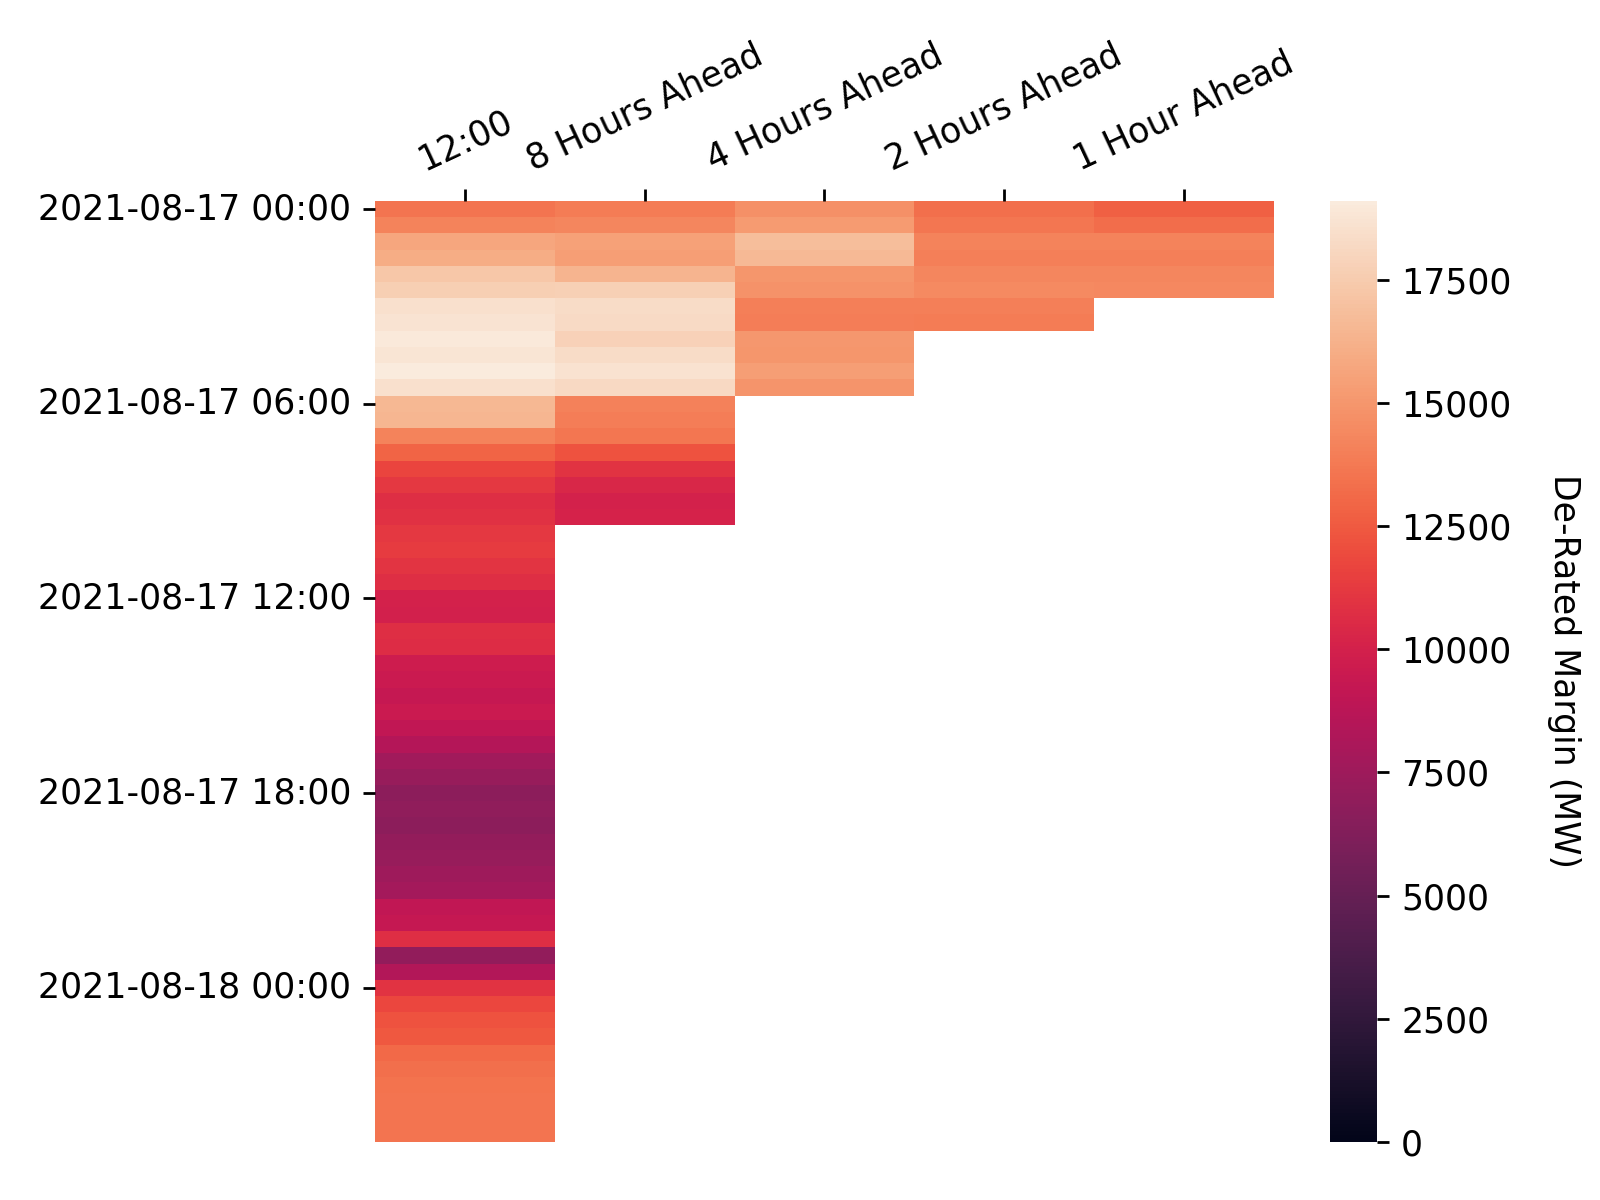 12:00
8 Hours Ahead
4 Hours Ahead
2 Hours Ahead
1 Hour Ahead
2021-08-17 00:00
2021-08-17 06:00
2021-08-17 12:00
2021-08-17 18:00
2021-08-18 00:00
17500
15000
12500
10000
7500
5000
2500
0
De-Rated Margin (MW)